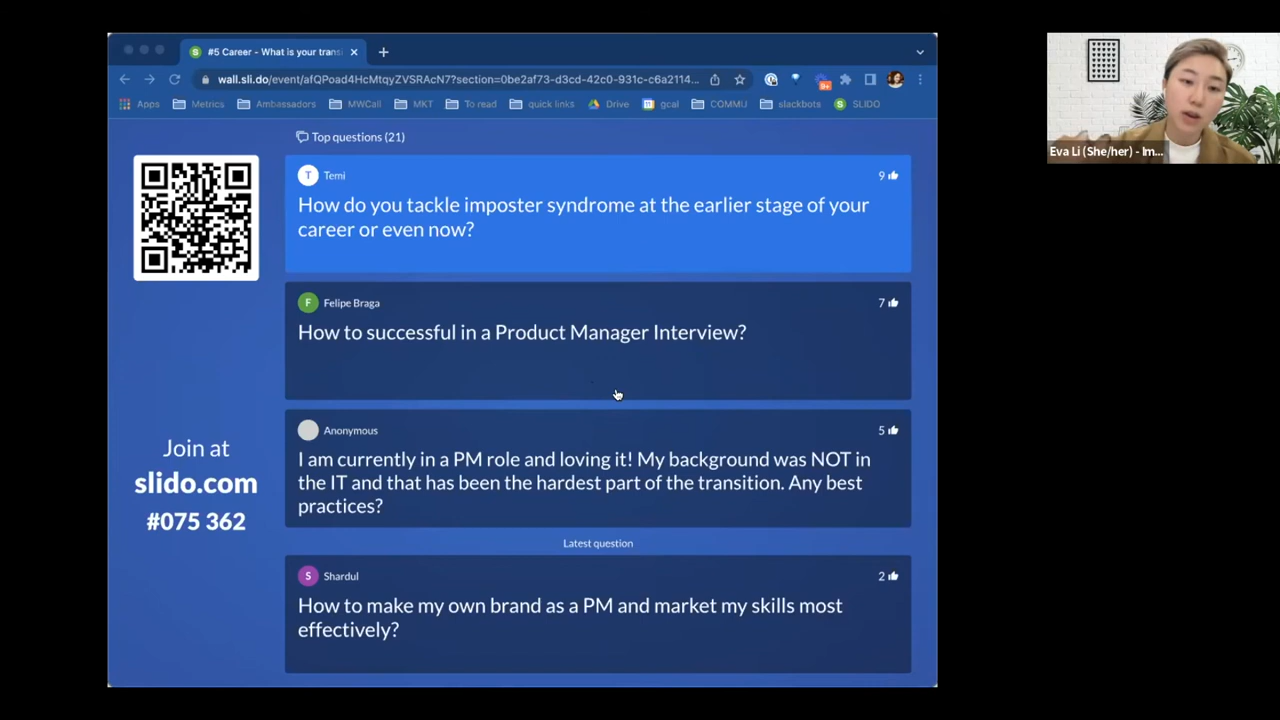 #5 Career - What is your trans
wall.sli.do/event/afQPoad4HcMtqyZVSRAcN7?section=0be2af73-d3cd-42c0-931c-c6a2114...
9+
Apps Metrics Ambassadors MWCall MKT To read quick links Drive gcal COMMU slackbots SLIDO
Top questions (21)
T Temi 9
How do you tackle imposter syndrome at the earlier stage of your
career or even now?
F Felipe Braga 7
How to successful in a Product Manager Interview?
Anonymous 5
I am currently in a PM role and loving it! My background was NOT in
the IT and that has been the hardest part of the transition. Any best
practices?
Latest question
S Shardul 2
How to make my own brand as a PM and market my skills most
effectively?
Join at
slido.com
#075 362
Eva Li (She/her) - Im...